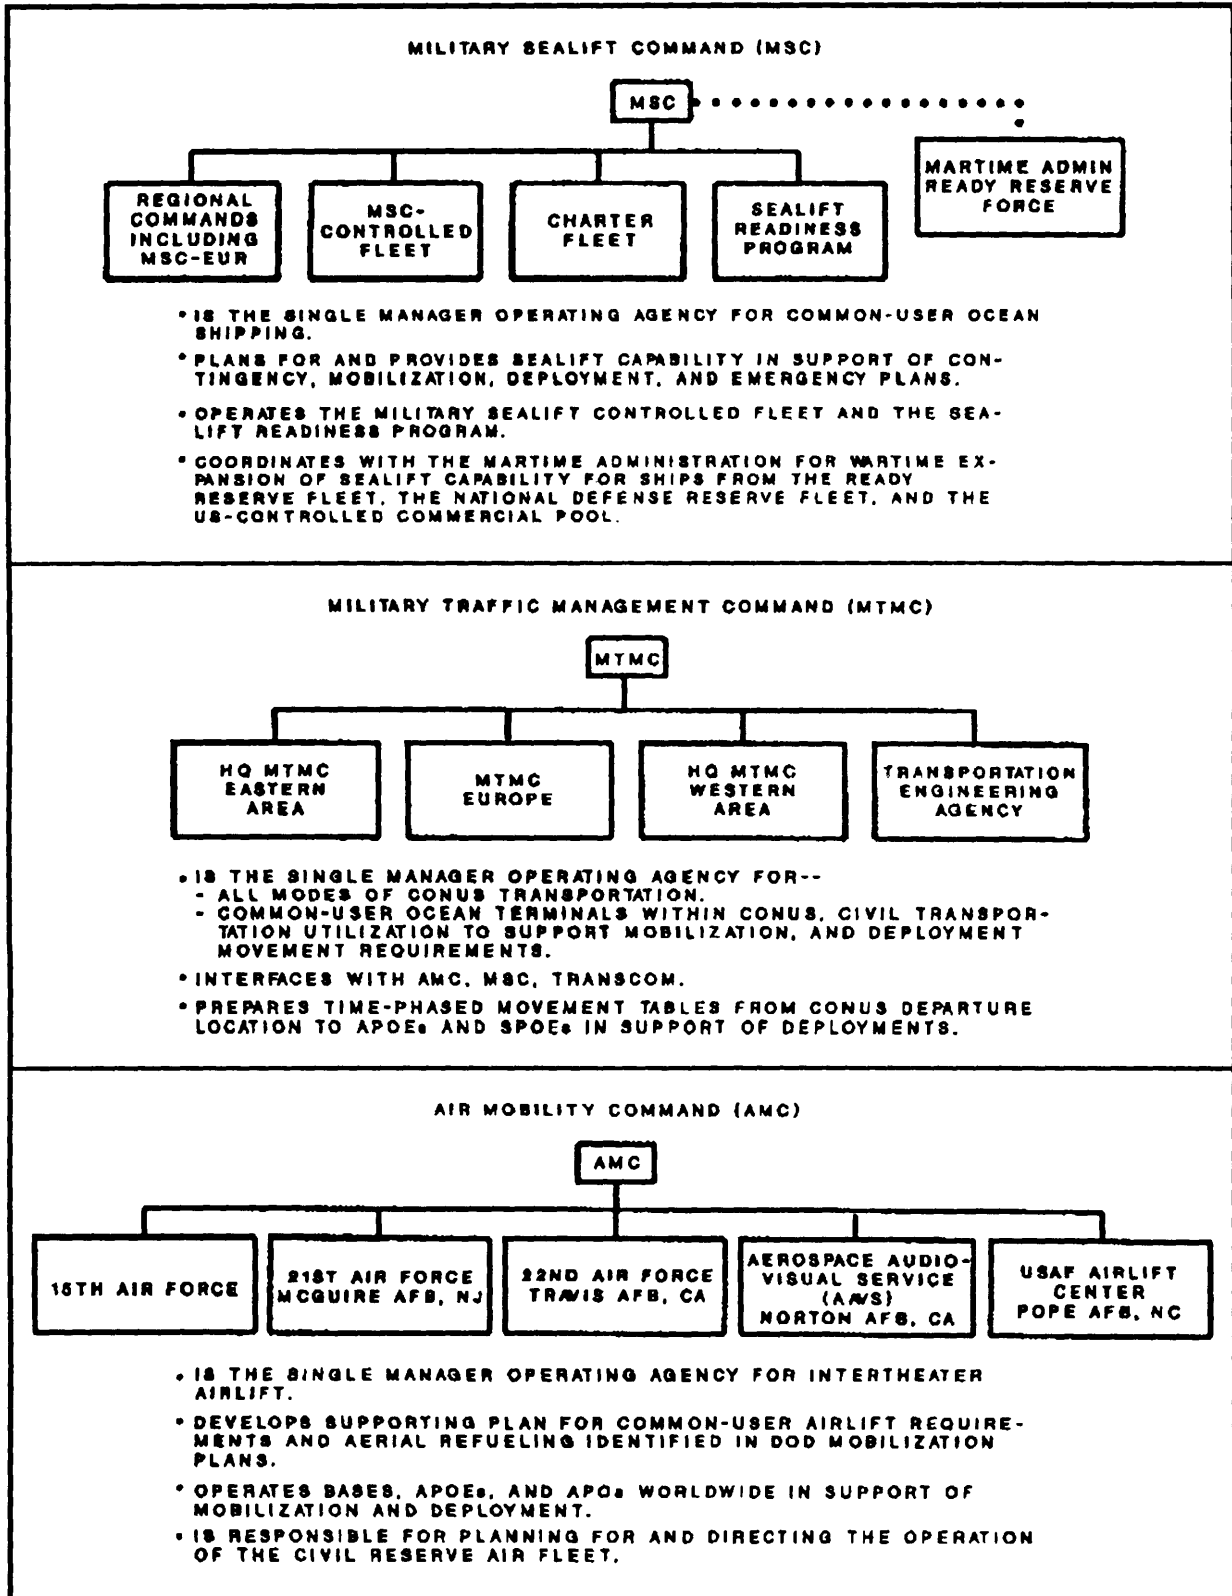 MILITARY SEALIFT COMMAND (MSC)
MSC
MARTIME ADMIN
READY RESERVE
FORCE
REGIONAL
COMMANDS
INCLUDING
MSC-EUR
MSC-
CONTROLLED
FLEET
CHARTER
FLEET
SEALIFT
READINESS
PROGRAM
• IS THE SINGLE MANAGER OPERATING AGENCY FOR COMMON-USER OCEAN
SHIPPING.
• PLANS FOR AND PROVIDES SEALIFT CAPABILITY IN SUPPORT OF CON-
TINGENCY, MOBILIZATION, DEPLOYMENT, AND EMERGENCY PLANS.
• OPERATES THE MILITARY SEALIFT CONTROLLED FLEET AND THE SEA-
LIFT READINESS PROGRAM.
• COORDINATES WITH THE MARTIME ADMINISTRATION FOR WARTIME EX-
PANSION OF SEALIFT CAPABILITY FOR SHIPS FROM THE READY
RESERVE FLEET, THE NATIONAL DEFENSE RESERVE FLEET, AND THE
US-CONTROLLED COMMERCIAL POOL.
MILITARY TRAFFIC MANAGEMENT COMMAND (MTMC)
MTMC
HQ MTMC
EASTERN
AREA
MTMC
EUROPE
HQ MTMC
WESTERN
AREA
TRANSPORTATION
ENGINEERING
AGENCY
• IS THE SINGLE MANAGER OPERATING AGENCY FOR--
- ALL MODES OF CONUS TRANSPORTATION.
- COMMON-USER OCEAN TERMINALS WITHIN CONUS, CIVIL TRANSPOR-
TATION UTILIZATION TO SUPPORT MOBILIZATION, AND DEPLOYMENT
MOVEMENT REQUIREMENTS.
• INTERFACES WITH AMC, MSC, TRANSCOM.
• PREPARES TIME-PHASED MOVEMENT TABLES FROM CONUS DEPARTURE
LOCATION TO APOEs AND SPOEs IN SUPPORT OF DEPLOYMENTS.
AIR MOBILITY COMMAND (AMC)
AMC
15TH AIR FORCE
21ST AIR FORCE
MCGUIRE AFB, NJ
22ND AIR FORCE
TRAVIS AFB, CA
AEROSPACE AUDIO-
VISUAL SERVICE
(AAVS)
NORTON AFB, CA
USAF AIRLIFT
CENTER
POPE AFB, NC
• IS THE SINGLE MANAGER OPERATING AGENCY FOR INTERTHEATER
AIRLIFT.
• DEVELOPS SUPPORTING PLAN FOR COMMON-USER AIRLIFT REQUIRE-
MENTS AND AERIAL REFUELING IDENTIFIED IN DOD MOBILIZATION
PLANS.
• OPERATES BASES, APOEs, AND APOs WORLDWIDE IN SUPPORT OF
MOBILIZATION AND DEPLOYMENT.
• IS RESPONSIBLE FOR PLANNING FOR AND DIRECTING THE OPERATION
OF THE CIVIL RESERVE AIR FLEET.